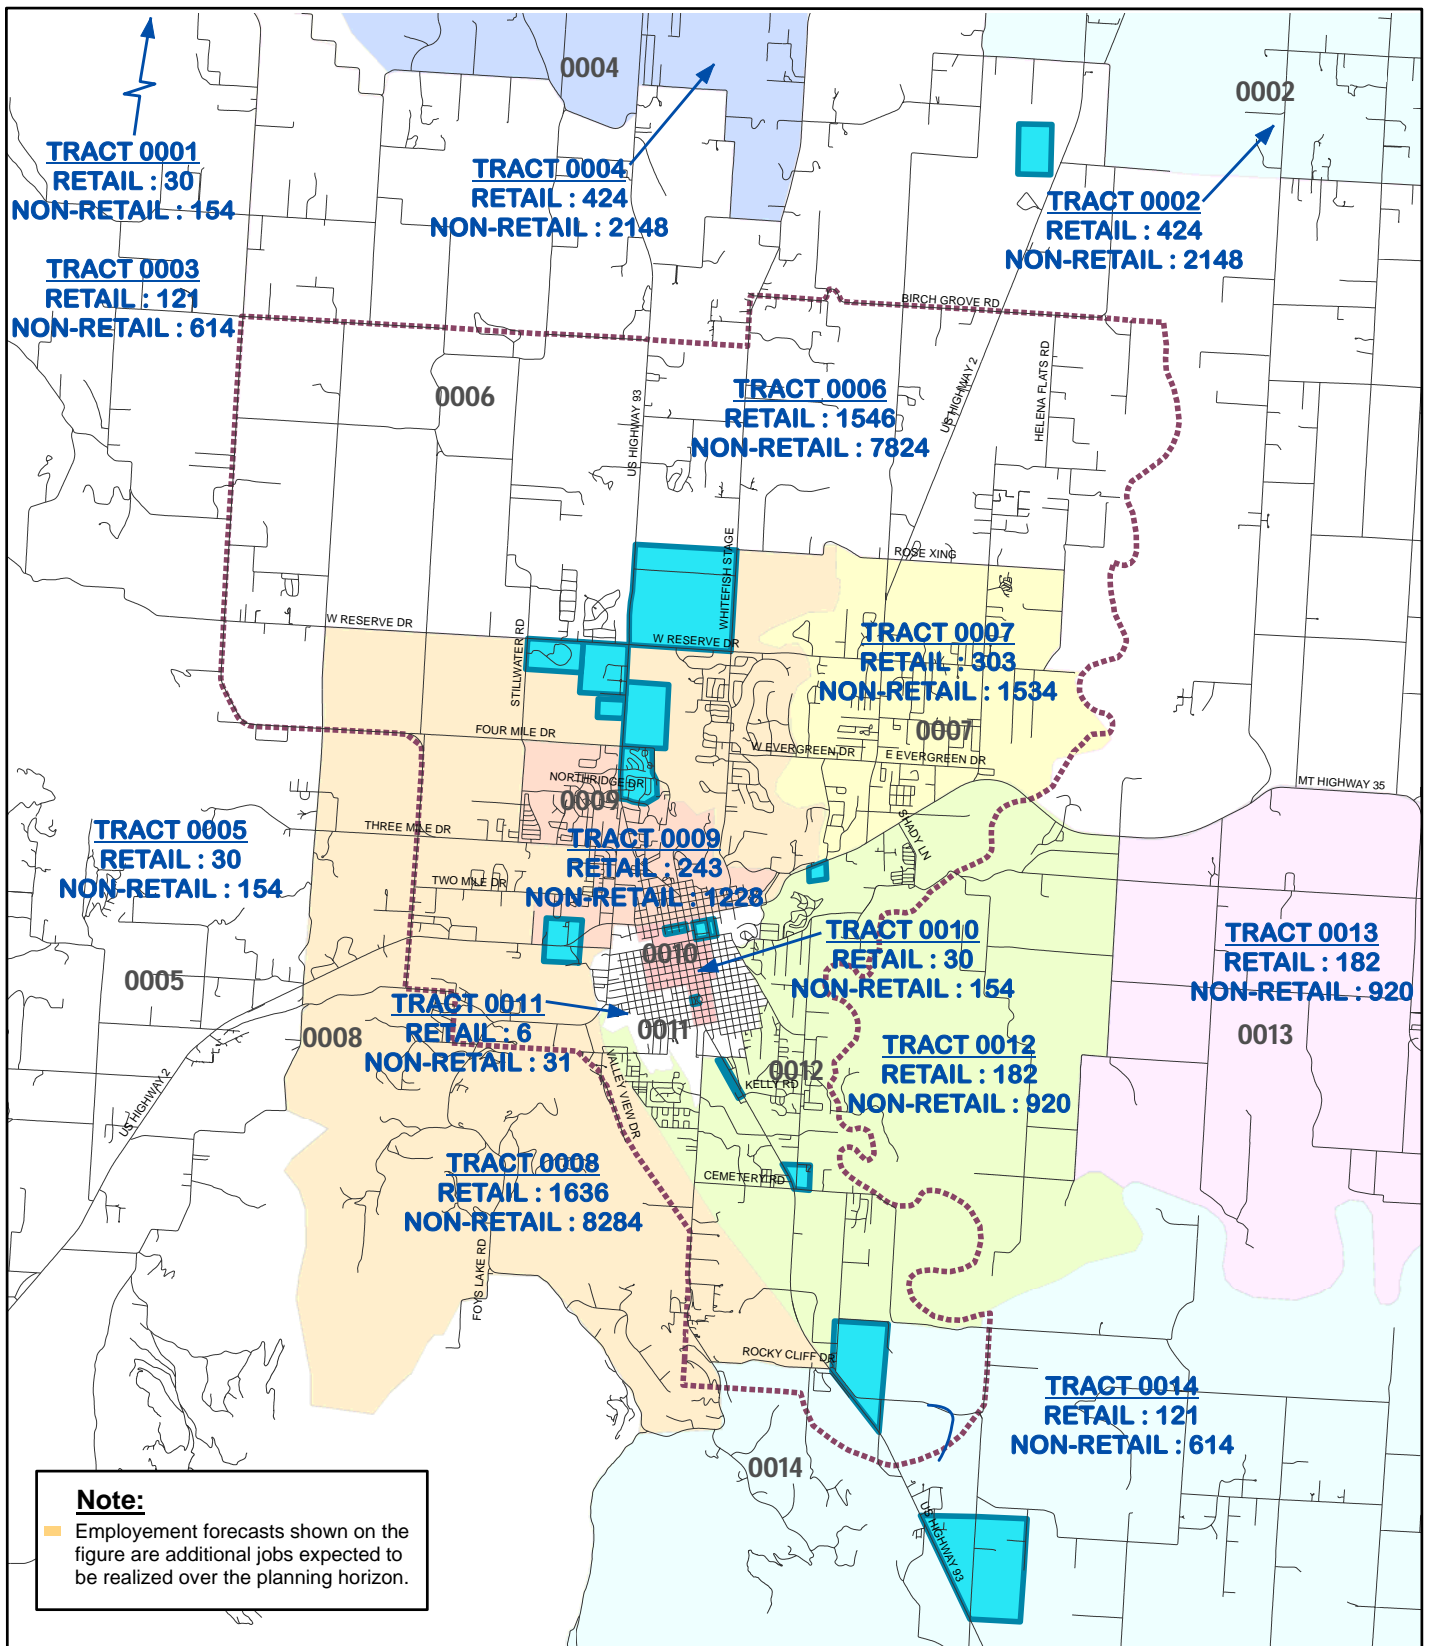 0004
0002
TRACT 0001
RETAIL : 30
NON-RETAIL : 154
TRACT 0004
RETAIL : 424
NON-RETAIL : 2148
TRACT 0002
RETAIL : 424
NON-RETAIL : 2148
TRACT 0003
RETAIL : 121
NON-RETAIL : 614
BIRCH GROVE RD
US HIGHWAY 93
US HIGHWAY 2
HELENA FLATS RD
0006
TRACT 0006
RETAIL : 1546
NON-RETAIL : 7824
ROSE XING
WHITEFISH STAGE
W RESERVE DR
STILLWATER RD
W RESERVE DR
TRACT 0007
RETAIL : 303
NON-RETAIL : 1534
0007
FOUR MILE DR
W EVERGREEN DR
E EVERGREEN DR
NORTHRIDGE DR
0009
MT HIGHWAY 35
THREE MILE DR
SHADY LN
TRACT 0005
RETAIL : 30
NON-RETAIL : 154
TRACT 0009
RETAIL : 243
NON-RETAIL : 1228
TWO MILE DR
0010
TRACT 0010
RETAIL : 30
NON-RETAIL : 154
TRACT 0013
RETAIL : 182
NON-RETAIL : 920
0013
0005
TRACT 0011
RETAIL : 6
NON-RETAIL : 31
0011
0008
TRACT 0012
RETAIL : 182
NON-RETAIL : 920
0012
KELLY RD
US HIGHWAY 2
VALLEY VIEW DR
TRACT 0008
RETAIL : 1636
NON-RETAIL : 8284
CEMETERY RD
FOYS LAKE RD
ROCKY CLIFF DR
TRACT 0014
RETAIL : 121
NON-RETAIL : 614
0014
US HIGHWAY 93
Note:
Employement forecasts shown on the
figure are additional jobs expected to
be realized over the planning horizon.